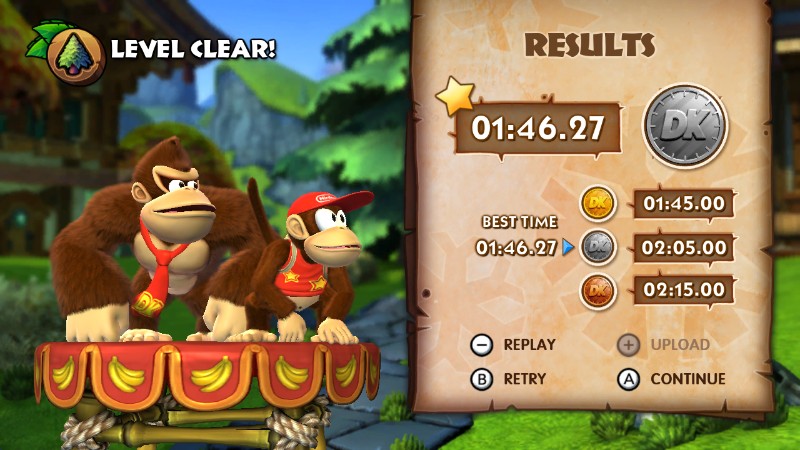 LEVEL CLEAR!
RESULTS
01:46.27
DK
DK 01:45.00
BEST TIME
01:46.27 DK 02:05.00
DK 02:15.00
− REPLAY + UPLOAD
B RETRY A CONTINUE
DK